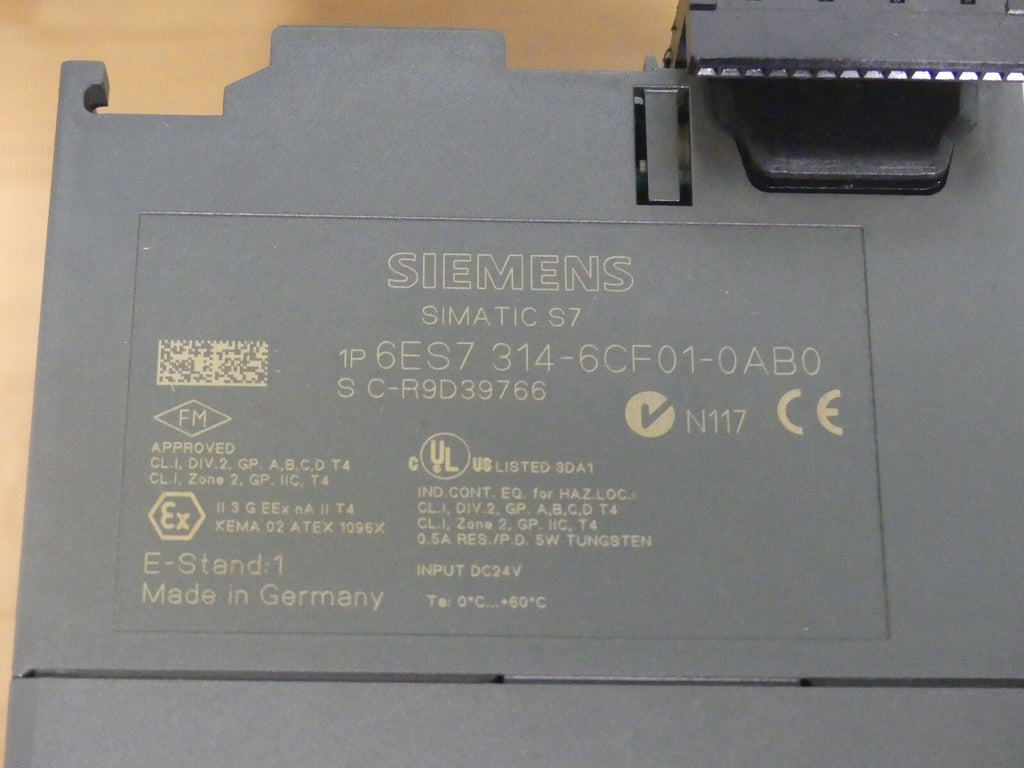 SIEMENS
SIMATIC S7
1P 6ES7 314-6CF01-0AB0
S C-R9D39766
N117 CE
FM
APPROVED
CL.I, DIV.2, GP. A,B,C,D T4
CL.I, Zone 2, GP. IIC, T4
Ex
II 3 G EEx nA II T4
KEMA 02 ATEX 1096X
E-Stand:1
Made in Germany
C UL US LISTED 3DA1
IND.CONT. EQ. for HAZ.LOC.:
CL.I, DIV.2, GP. A,B,C,D T4
CL.I, Zone 2, GP. IIC, T4
0.5A RES./P.D. 5W TUNGSTEN
INPUT DC24V
Ta: 0°C...+60°C